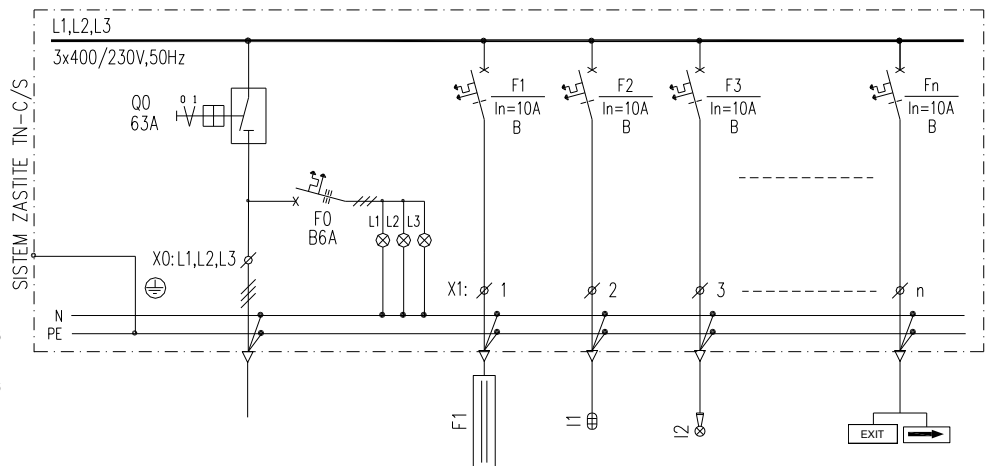 L1,L2,L3
3x400/230V,50Hz
SISTEM ZASTITE TN-C/S
Q0
63A
0 1
F0
B6A
L1 L2 L3
X0:L1,L2,L3
F1
In=10A
B
F2
In=10A
B
F3
In=10A
B
Fn
In=10A
B
X1: 1 2 3 n
N
PE
F1
I1
I2
EXIT